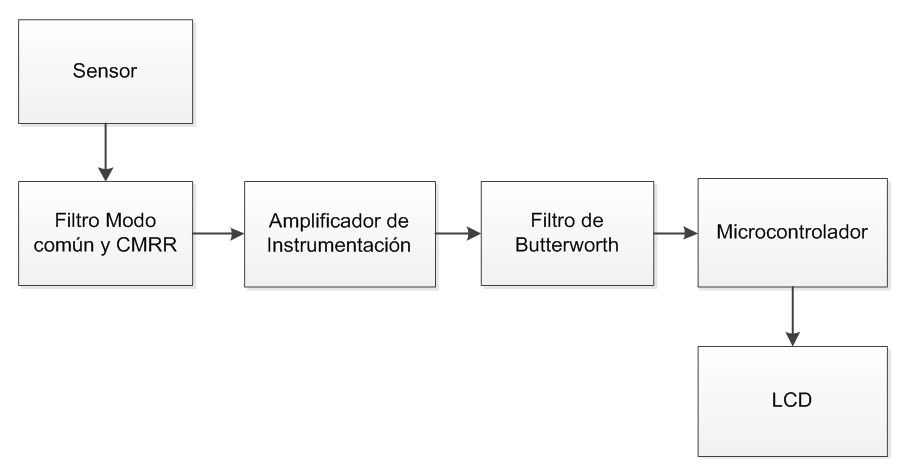 Sensor
Filtro Modo
común y CMRR
Amplificador de
Instrumentación
Filtro de
Butterworth
Microcontrolador
LCD